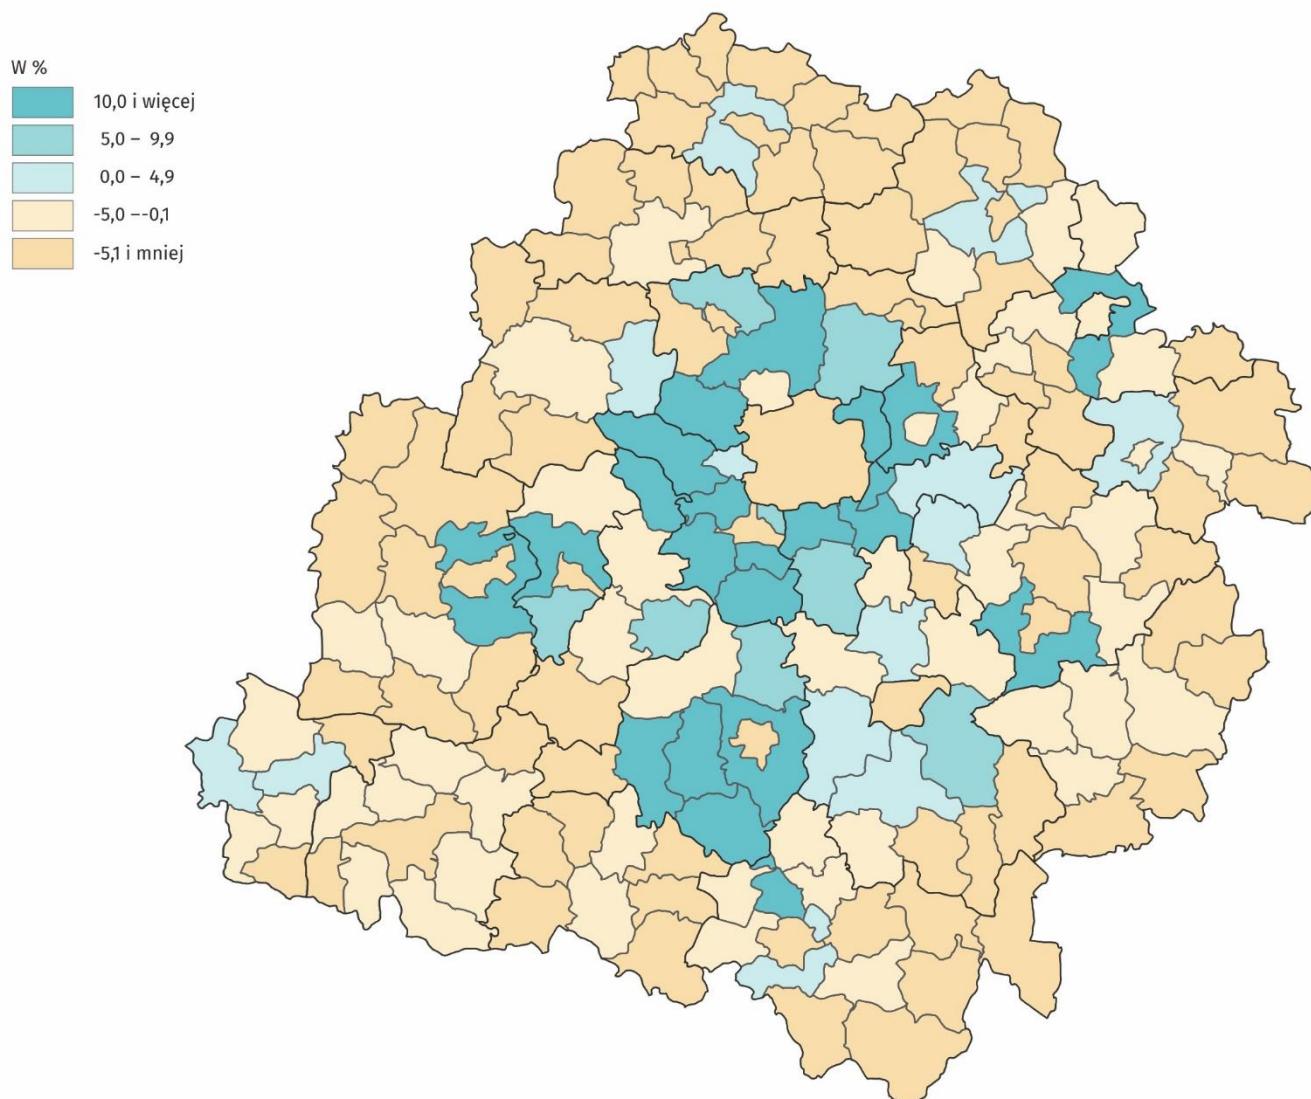 W %
10,0 i więcej
5,0 – 9,9
0,0 – 4,9
-5,0 –-0,1
-5,1 i mniej